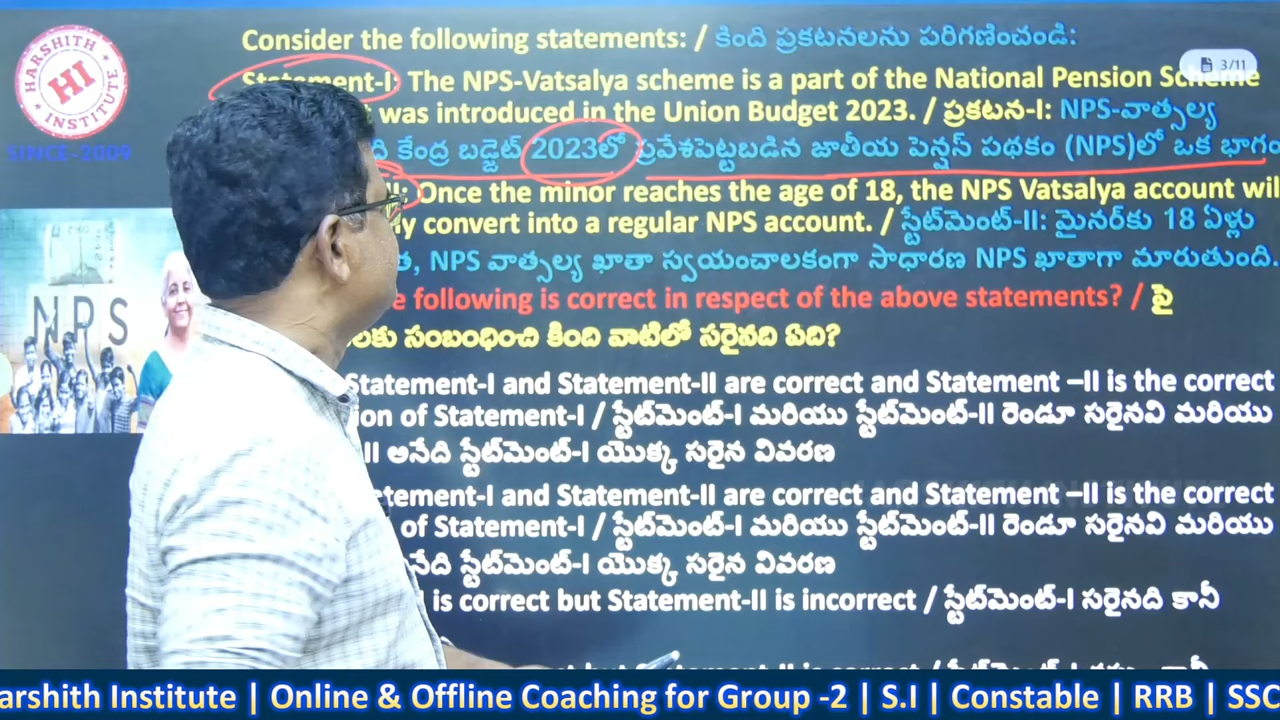 HARSHITH
HI
INSTITUTE
SINCE-2009
3/11
Consider the following statements: / కింది ప్రకటనలను పరిగణించండి:
Statement-I: The NPS-Vatsalya scheme is a part of the National Pension Scheme
was introduced in the Union Budget 2023. / ప్రకటన-I: NPS-వాత్సల్య
కేంద్ర బడ్జెట్ 2023లో ప్రవేశపెట్టబడిన జాతీయ పెన్షన్ పథకం (NPS)లో ఒక భాగం
Once the minor reaches the age of 18, the NPS Vatsalya account will
convert into a regular NPS account. / స్టేట్‌మెంట్-II: మైనర్‌కు 18 ఏళ్లు
NPS వాత్సల్య ఖాతా స్వయంచాలకంగా సాధారణ NPS ఖాతాగా మారుతుంది.
following is correct in respect of the above statements? / పై
సంబంధించి కింది వాటిలో సరైనది ఏది?
Statement-I and Statement-II are correct and Statement –II is the correct
of Statement-I / స్టేట్‌మెంట్-I మరియు స్టేట్‌మెంట్-II రెండూ సరైనవి మరియు
II అనేది స్టేట్‌మెంట్-I యొక్క సరైన వివరణ
and Statement-II are correct and Statement –II is the correct
of Statement-I / స్టేట్‌మెంట్-I మరియు స్టేట్‌మెంట్-II రెండూ సరైనవి మరియు
స్టేట్‌మెంట్-I యొక్క సరైన వివరణ
is correct but Statement-II is incorrect / స్టేట్‌మెంట్-I సరైనది కానీ
NPS
arshith Institute | Online & Offline Coaching for Group -2 | S.I | Constable | RRB | SSC